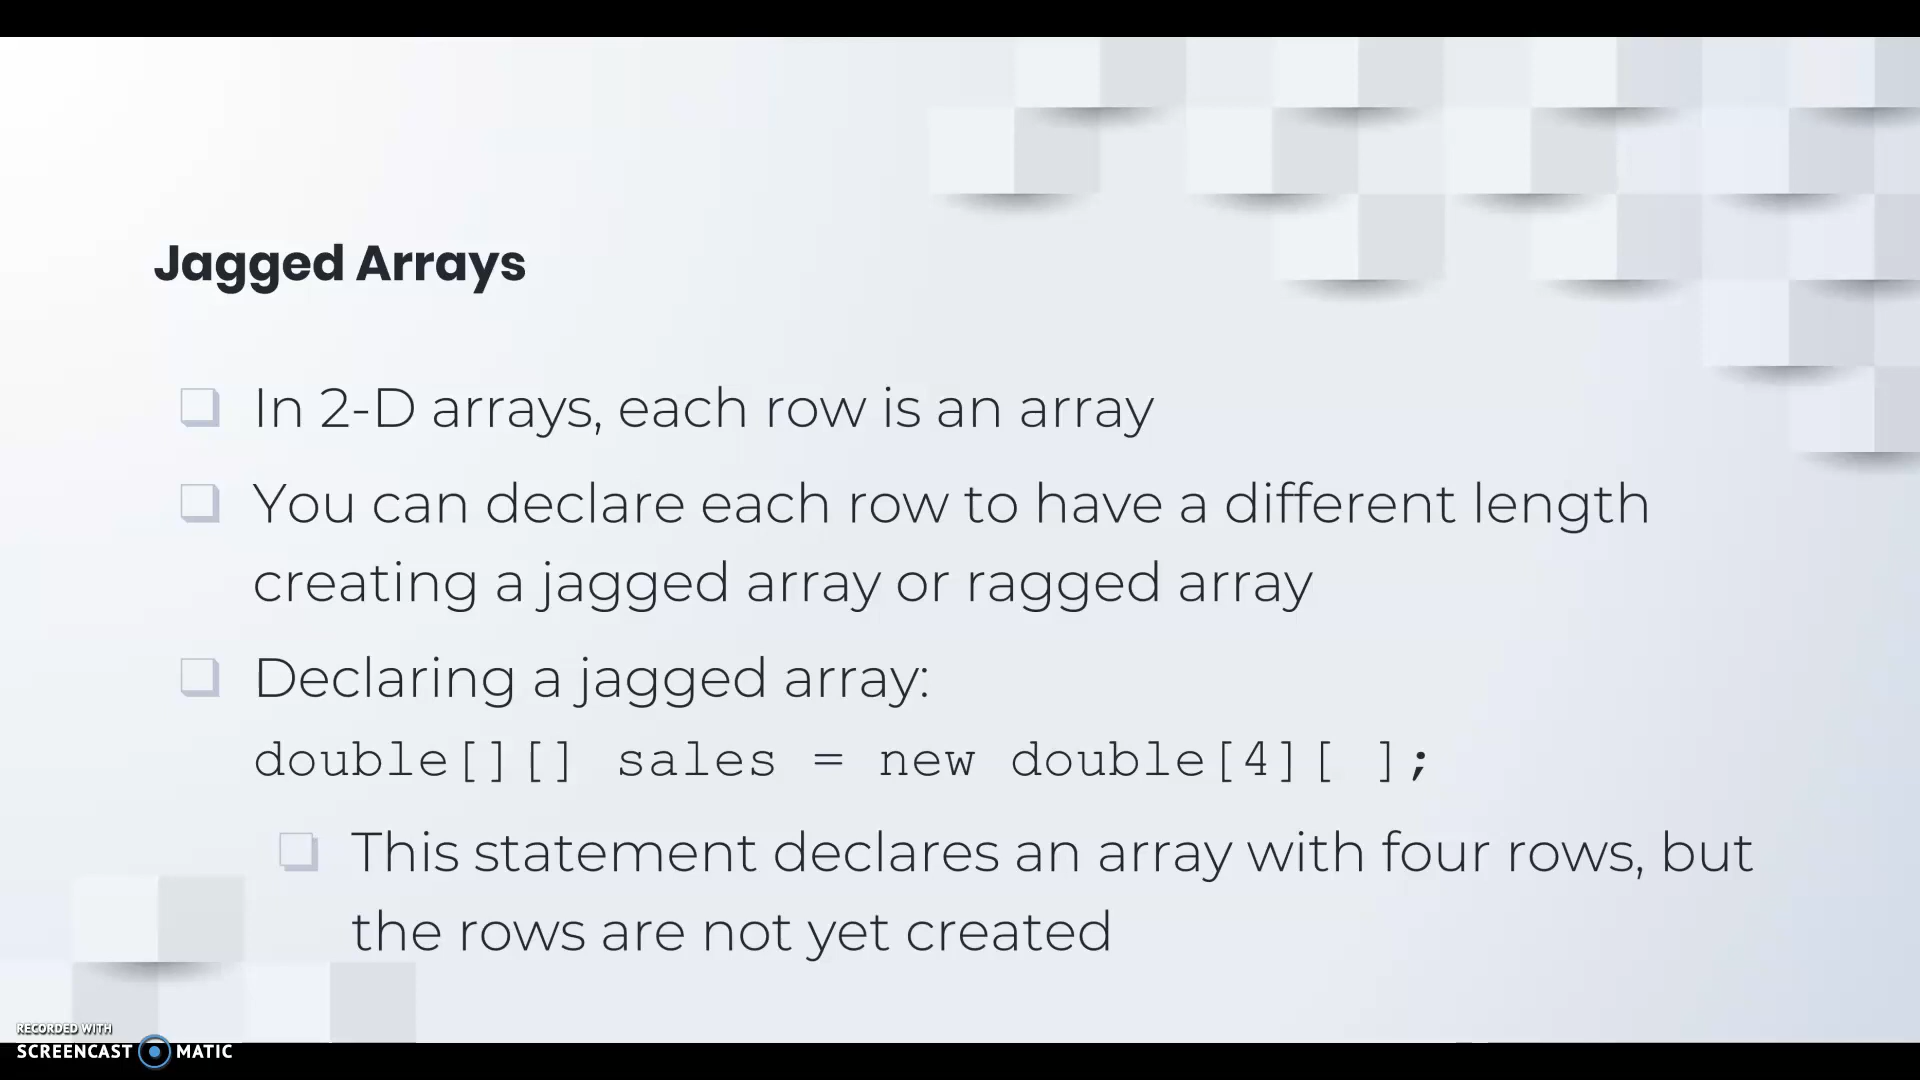 Jagged Arrays
In 2-D arrays, each row is an array
You can declare each row to have a different length
creating a jagged array or ragged array
Declaring a jagged array:
double[][] sales = new double[4][ ];
This statement declares an array with four rows, but
the rows are not yet created
RECORDED WITH
SCREENCAST MATIC